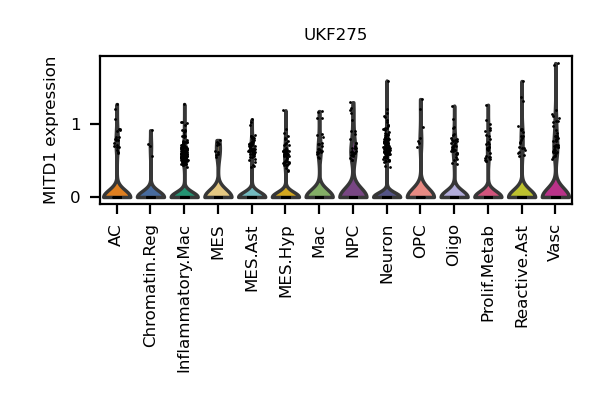 UKF275
MITD1 expression
1
0
AC
Chromatin.Reg
Inflammatory.Mac
MES
MES.Ast
MES.Hyp
Mac
NPC
Neuron
OPC
Oligo
Prolif.Metab
Reactive.Ast
Vasc